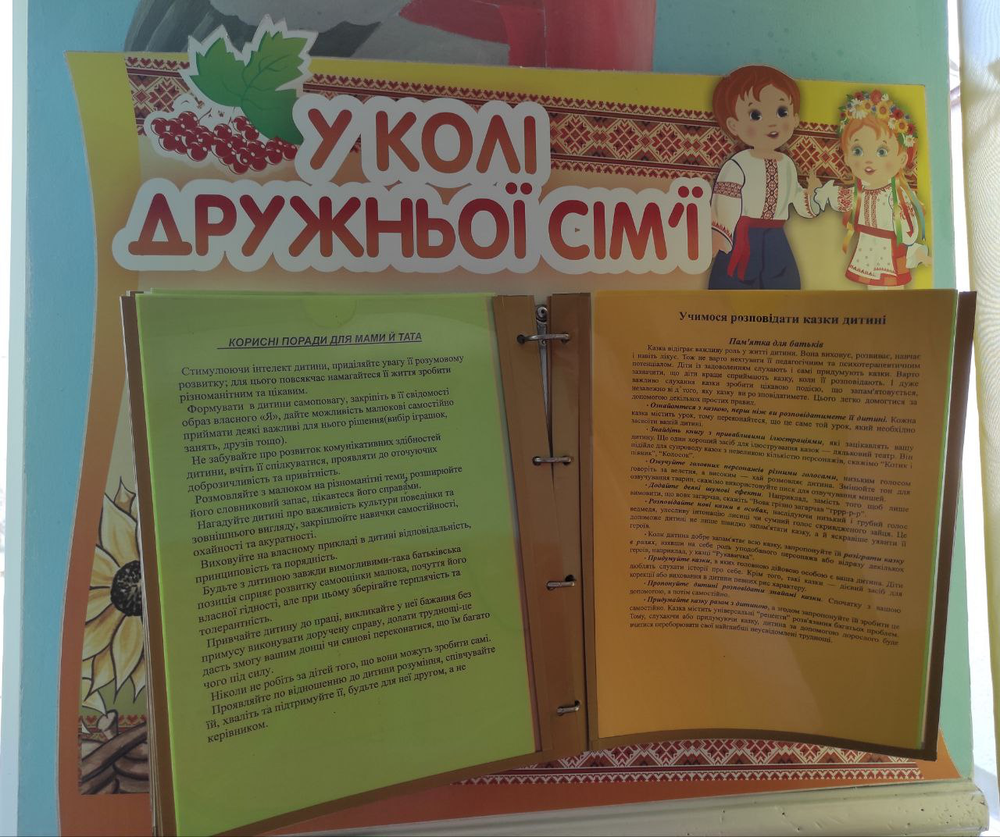 У КОЛІ
ДРУЖНЬОЇ СІМ'Ї
КОРИСНІ ПОРАДИ ДЛЯ МАМИ Й ТАТА
Стимулюючи інтелект дитини, приділяйте увагу її розумовому
розвитку; для цього повсякчас намагайтеся її життя зробити
різноманітним та цікавим.
Формувати в дитини самоповагу, закріпіть в її свідомості
образ власного «Я», дайте можливість малюкові самостійно
приймати деякі важливі для нього рішення(вибір іграшок,
занять, друзів тощо).
Не забувайте про розвиток комунікативних здібностей
дитини, вчіть її спілкуватися, проявляти до оточуючих
доброзичливість та привітність.
Розмовляйте з малюком на різноманітні теми, розширюйте
його словниковий запас, цікавтеся його справами.
Нагадуйте дитині про важливість культури поведінки та
зовнішнього вигляду, закріплюйте навички самостійності,
охайності та акуратності.
Виховуйте на власному прикладі в дитині відповідальність,
принциповість та порядність.
Будьте з дитиною завжди вимогливими-така батьківська
позиція сприяє розвитку самооцінки малюка, почуття його
власної гідності, але при цьому зберігайте терплячість та
толерантність.
Привчайте дитину до праці, викликайте у неї бажання без
примусу виконувати доручену справу, долати труднощі-це
дасть змогу вашим донці чи синові переконатися, що їм багато
чого під силу.
Ніколи не робіть за дітей того, що вони можуть зробити самі.
Проявляйте по відношенню до дитини розуміння, співчувайте
їй, хваліть та підтримуйте її, будьте для неї другом, а не
керівником.
Учимося розповідати казки дитині
Пам'ятка для батьків
Казка відіграє важливу роль у житті дитини. Вона виховує, розвиває, навчає
і навіть лікує. Тож не варто нехтувати її педагогічним та психотерапевтичним
потенціалом. Діти із задоволенням слухають і самі придумують казки. Варто
зазначити, що діти краще сприймають казку, коли її розповідають. І дуже
важливо слухання казки зробити цікавою подією, що запам'ятовується,
незалежно від того, яку казку ви розповідатимете. Цього легко домогтися за
допомогою декількох простих правил.
• Ознайомтеся з казкою, перш ніж ви розповідатимете її дитині. Кожна
казка містить урок, тому переконайтеся, що це саме той урок, який необхідно
засвоїти вашій дитині.
• Знайдіть книгу з привабливими ілюстраціями, які зацікавлять вашу
дитину. Ще один хороший засіб для ілюстрування казок — ляльковий театр. Він
підійде для супроводу казок з невеликою кількістю персонажів, скажімо "Котик і
півник", "Колосок".
• Озвучуйте головних персонажів різними голосами, низьким голосом
говоріть за велетня, а високим — хай розмовляє дитина. Змінюйте тон для
озвучування тварин, скажімо використовуйте писк для озвучування мишей.
• Додайте деякі шумові ефекти. Наприклад, замість того щоб лише
вимовити, що вовк загарчав, скажіть "Вовк грізно загарчав "гррр-р-р".
• Розповідайте нові казки в особах, наслідуючи низький і грубий голос
ведмедя, улесливу інтонацію лисиці чи сумний голос скривдженого зайця. Це
допоможе дитині не лише швидко запам'ятати казку, а й яскравіше уявити її
героїв.
• Коли дитина добре запам'ятає всю казку, запропонуйте їй розіграти казку
в ролях, взявши на себе роль уподобаного персонажа або відразу декількох
героїв, наприклад, у казці "Рукавичка".
• Придумуйте казки, в яких головною дійовою особою є ваша дитина. Діти
люблять слухати історії про себе. Крім того, такі казки — дієвий засіб для
корекції або виховання в дитини певних рис характеру.
• Пропонуйте дитині розповідати знайомі казки. Спочатку з вашою
допомогою, а потім самостійно.
• Придумайте казку разом з дитиною, а згодом запропонуйте їй зробити це
самостійно. Казка містить універсальні "рецепти" розв'язання багатьох проблем.
Тому, слухаючи або придумуючи казку, дитина за допомогою дорослого буде
вчитися переборювати свої найглибші неусвідомлені труднощі.